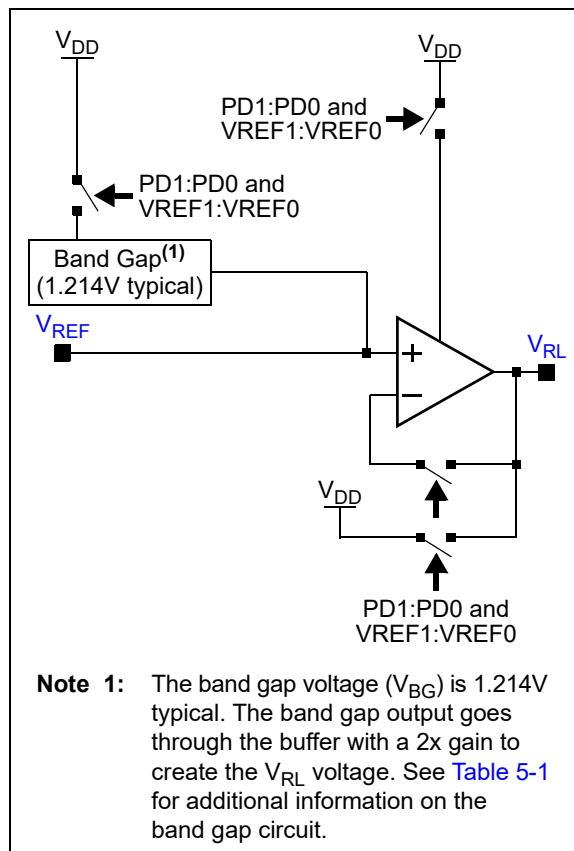 VDD
VDD
PD1:PD0 and
VREF1:VREF0
PD1:PD0 and
VREF1:VREF0
Band Gap(1)
(1.214V typical)
VREF
VRL
+
−
VDD
PD1:PD0 and
VREF1:VREF0
Note 1: The band gap voltage (VBG) is 1.214V
typical. The band gap output goes
through the buffer with a 2x gain to
create the VRL voltage. See Table 5-1
for additional information on the
band gap circuit.